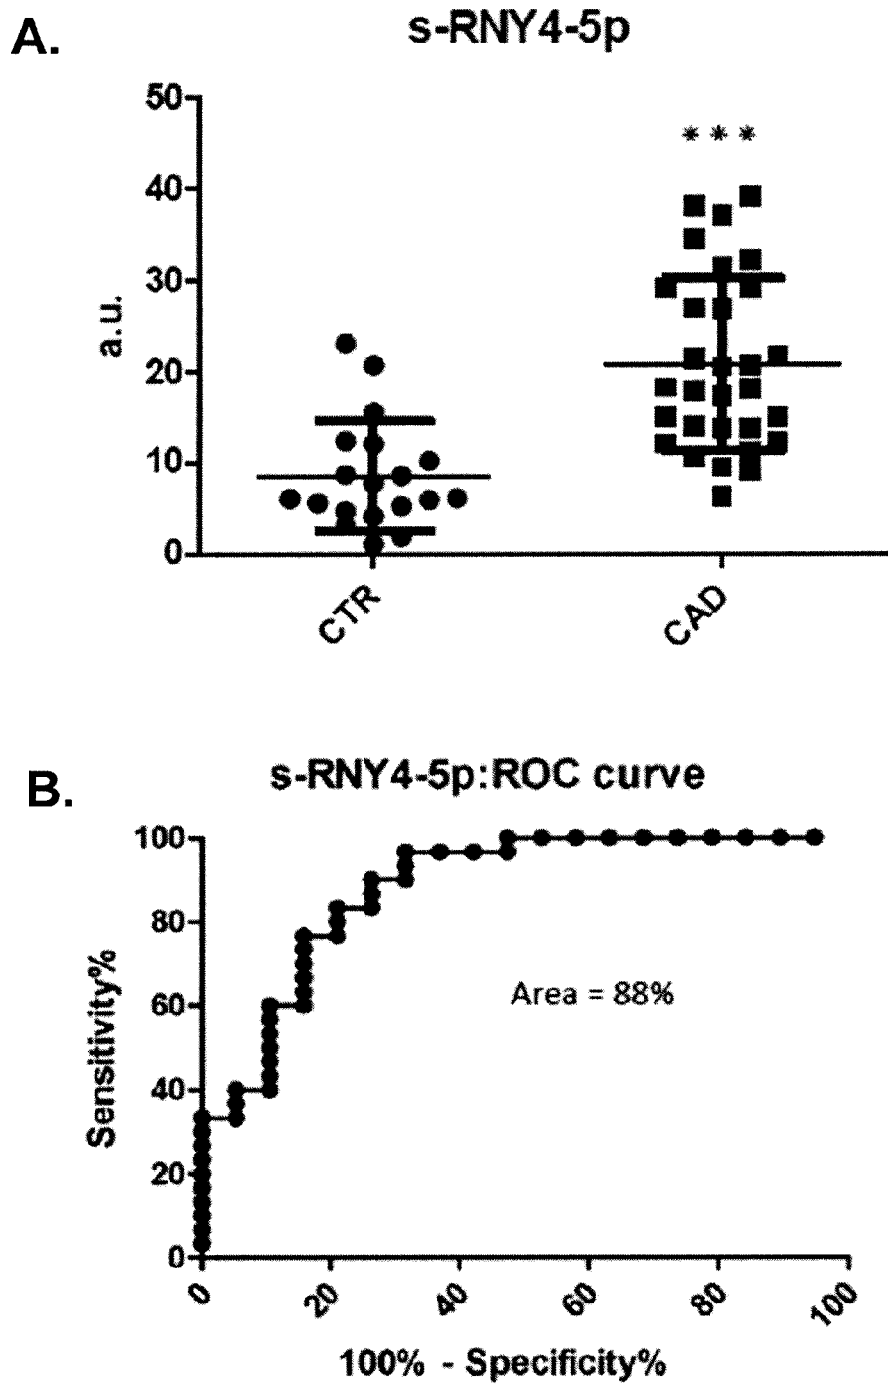 A.
s-RNY4-5p
50
40
30
20
10
0
a.u.
***
CTR
CAD
B.
s-RNY4-5p:ROC curve
100
80
60
40
20
0
Sensitivity%
Area = 88%
0
20
40
60
80
100
100% - Specificity%